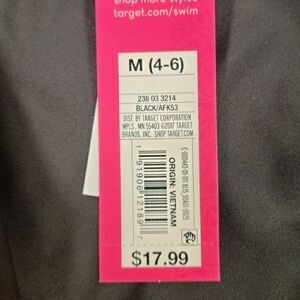 shop more styles
target.com/swim
M (4-6)
238 03 3214
BLACK/AFK53
DIST. BY TARGET CORPORATION
MPLS., MN 55403 ©2017 TARGET
BRANDS, INC. SHOP TARGET.COM
ORIGIN: VIETNAM
$17.99